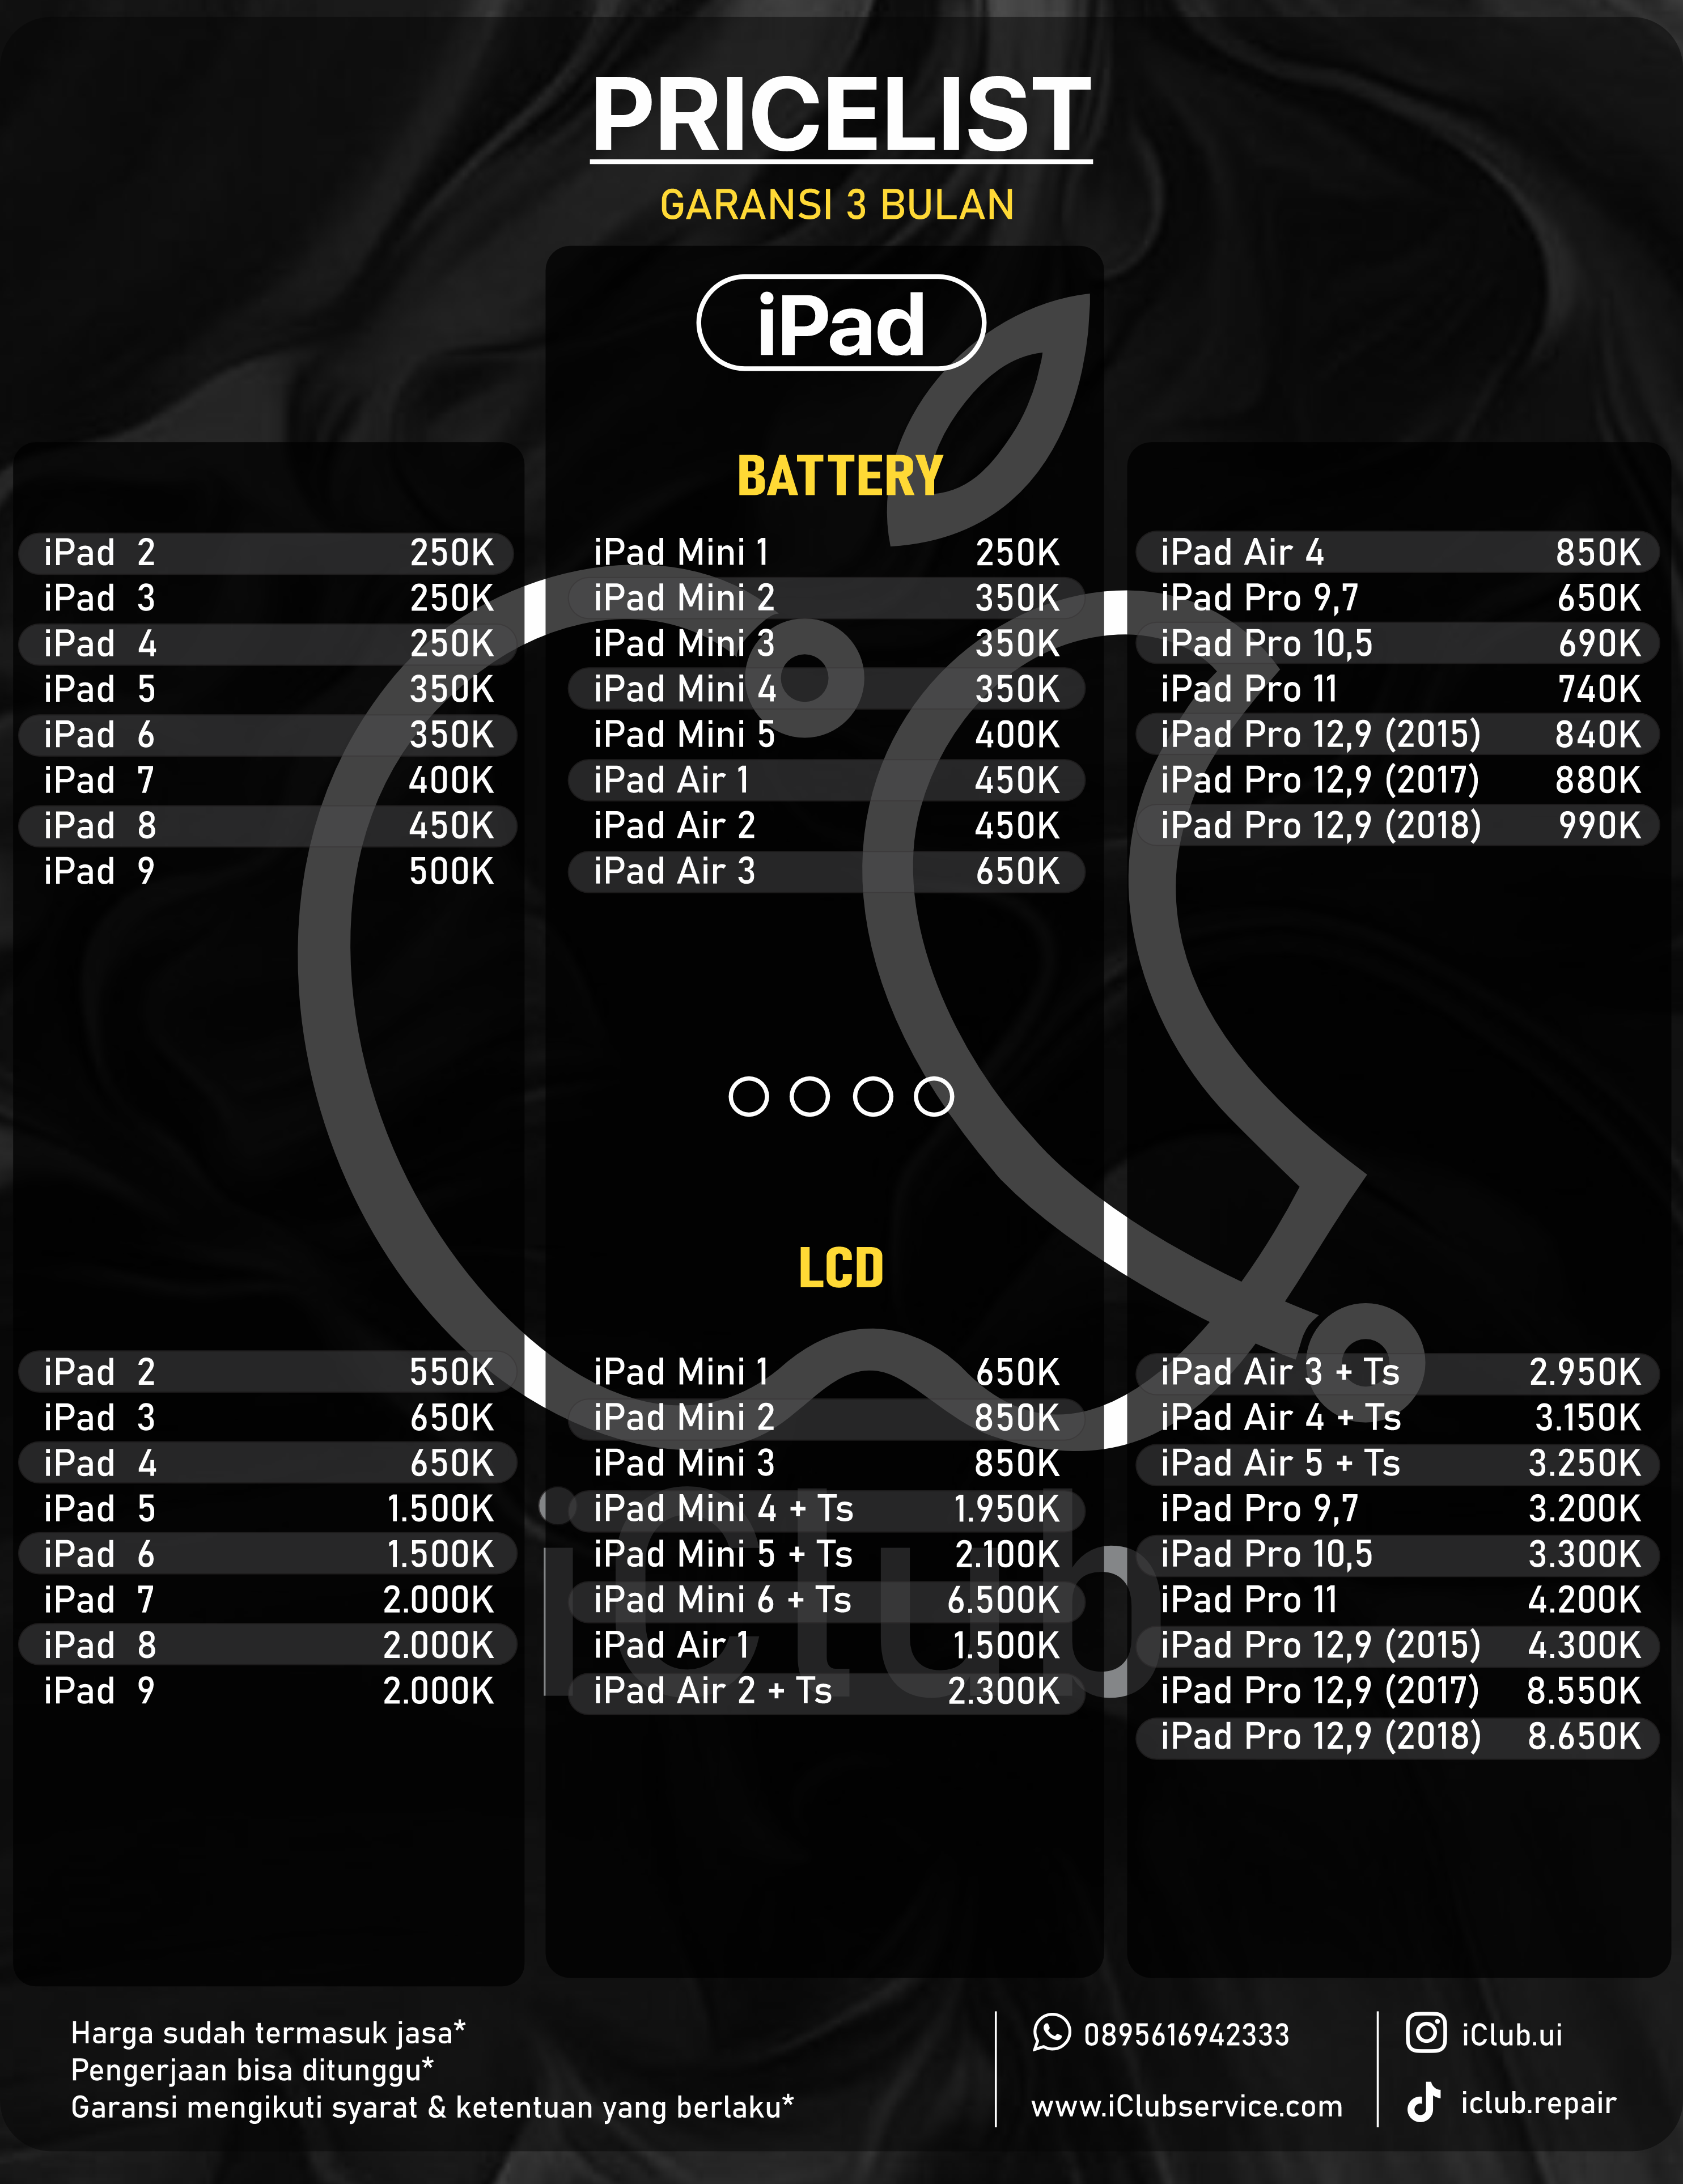 PRICELIST
GARANSI 3 BULAN
iPad
BATTERY
iPad 2 250K
iPad 3 250K
iPad 4 250K
iPad 5 350K
iPad 6 350K
iPad 7 400K
iPad 8 450K
iPad 9 500K
iPad Mini 1 250K
iPad Mini 2 350K
iPad Mini 3 350K
iPad Mini 4 350K
iPad Mini 5 400K
iPad Air 1 450K
iPad Air 2 450K
iPad Air 3 650K
iPad Air 4 850K
iPad Pro 9,7 650K
iPad Pro 10,5 690K
iPad Pro 11 740K
iPad Pro 12,9 (2015) 840K
iPad Pro 12,9 (2017) 880K
iPad Pro 12,9 (2018) 990K
LCD
iPad 2 550K
iPad 3 650K
iPad 4 650K
iPad 5 1.500K
iPad 6 1.500K
iPad 7 2.000K
iPad 8 2.000K
iPad 9 2.000K
iPad Mini 1 650K
iPad Mini 2 850K
iPad Mini 3 850K
iPad Mini 4 + Ts 1.950K
iPad Mini 5 + Ts 2.100K
iPad Mini 6 + Ts 6.500K
iPad Air 1 1.500K
iPad Air 2 + Ts 2.300K
iPad Air 3 + Ts 2.950K
iPad Air 4 + Ts 3.150K
iPad Air 5 + Ts 3.250K
iPad Pro 9,7 3.200K
iPad Pro 10,5 3.300K
iPad Pro 11 4.200K
iPad Pro 12,9 (2015) 4.300K
iPad Pro 12,9 (2017) 8.550K
iPad Pro 12,9 (2018) 8.650K
iClub
Harga sudah termasuk jasa*
Pengerjaan bisa ditunggu*
Garansi mengikuti syarat & ketentuan yang berlaku*
0895616942333
www.iClubservice.com
iClub.ui
iclub.repair